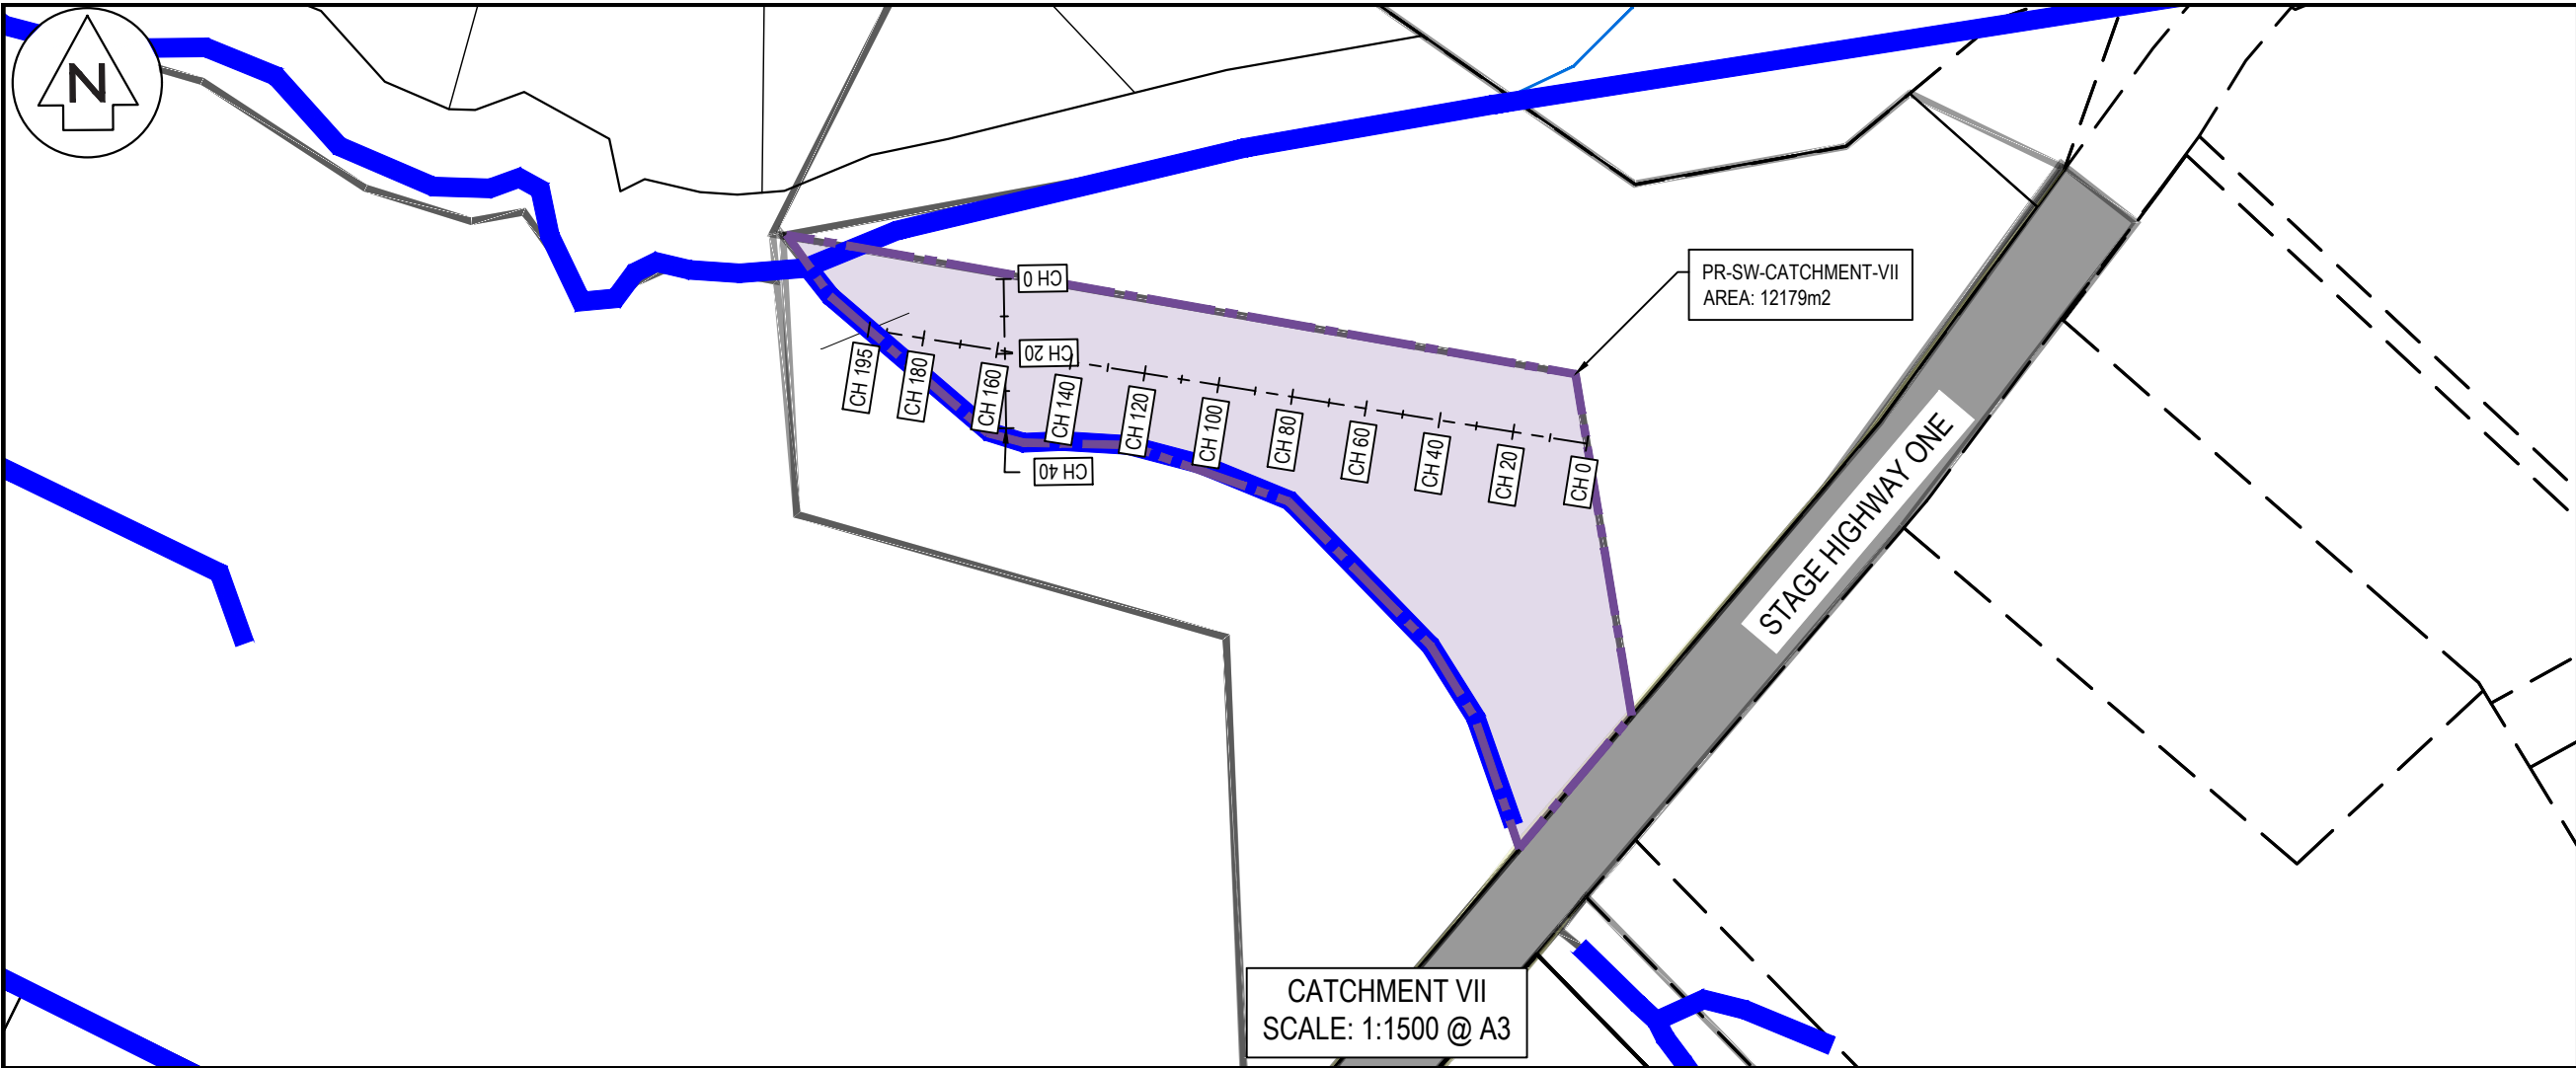 N
CH 0
PR-SW-CATCHMENT-VII
AREA: 12179m2
CH 20
CH 195
CH 180
CH 160
CH 140
CH 120
CH 100
CH 80
CH 60
CH 40
CH 20
CH 0
CH 40
STAGE HIGHWAY ONE
CATCHMENT VII
SCALE: 1:1500 @ A3